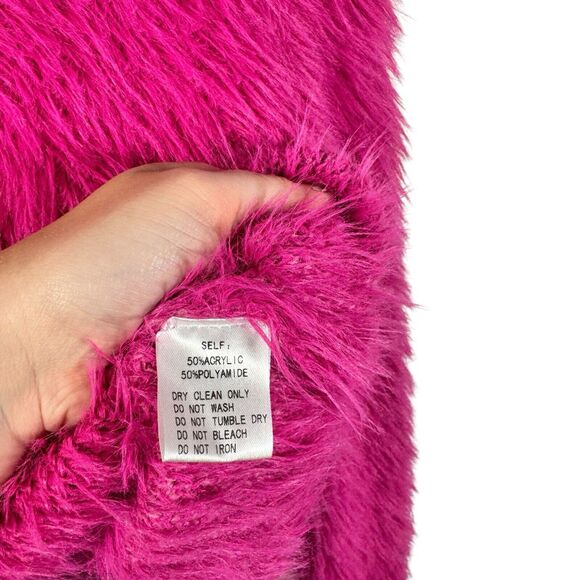 SELF:
50%ACRYLIC
50%POLYAMIDE
DRY CLEAN ONLY
DO NOT WASH
DO NOT TUMBLE DRY
DO NOT BLEACH
DO NOT IRON